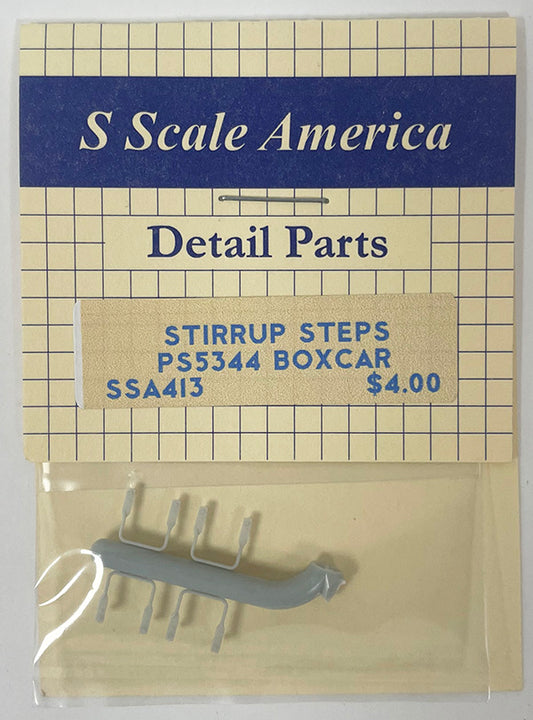 S Scale America
Detail Parts
STIRRUP STEPS
PS5344 BOXCAR
SSA413 $4.00